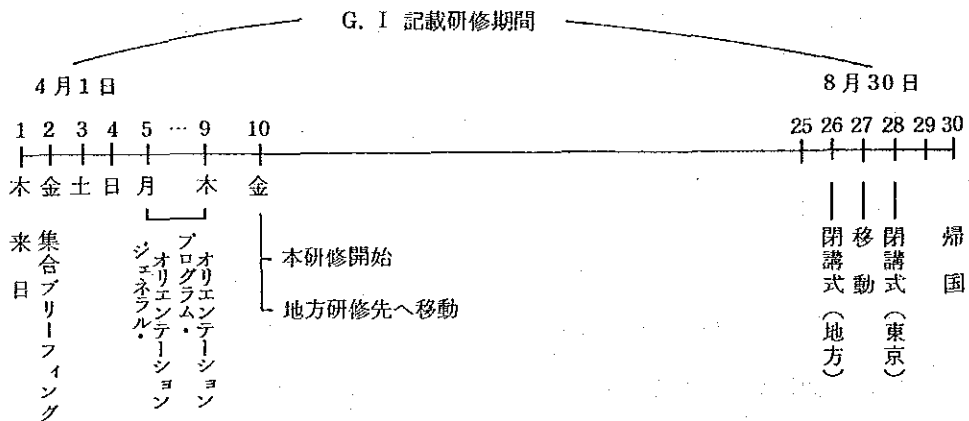 G. I 記載研修期間
4月1日
8月30日
1 2 3 4 5 … 9 10
25 26 27 28 29 30
木 金 土 日 月 木 金
来日
集合ブリーフィング
ジェネラル・
オリエンテーション
プログラム・
オリエンテーション
本研修開始
地方研修先へ移動
閉講式(地方)
移動
閉講式(東京)
帰国